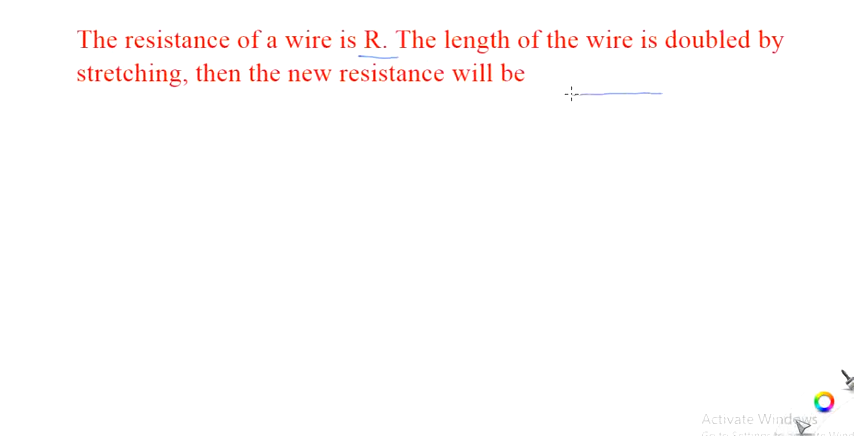 The resistance of a wire is R. The length of the wire is doubled by
stretching, then the new resistance will be
Activate Windows